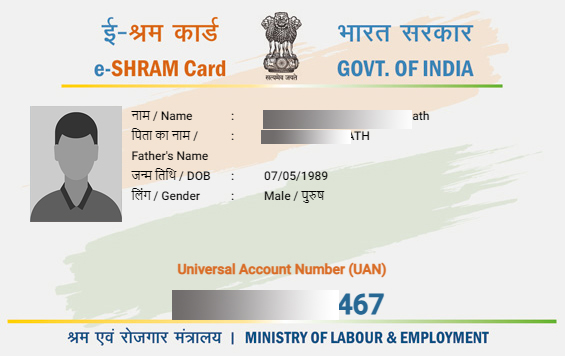 ई-श्रम कार्ड भारत सरकार
e-SHRAM Card GOVT. OF INDIA
सत्यमेव जयते
नाम / Name : ath
पिता का नाम / : ATH
Father's Name
जन्म तिथि / DOB : 07/05/1989
लिंग / Gender : Male / पुरुष
Universal Account Number (UAN)
467
श्रम एवं रोजगार मंत्रालय | MINISTRY OF LABOUR & EMPLOYMENT